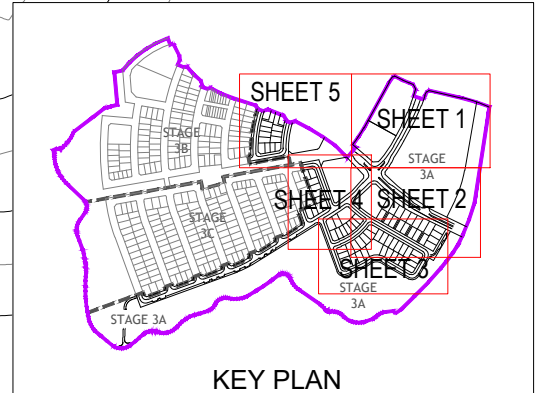 SHEET 5
SHEET 1
STAGE
3B
STAGE
3A
SHEET 4
SHEET 2
STAGE
3C
SHEET 3
STAGE
3A
STAGE 3A
KEY PLAN